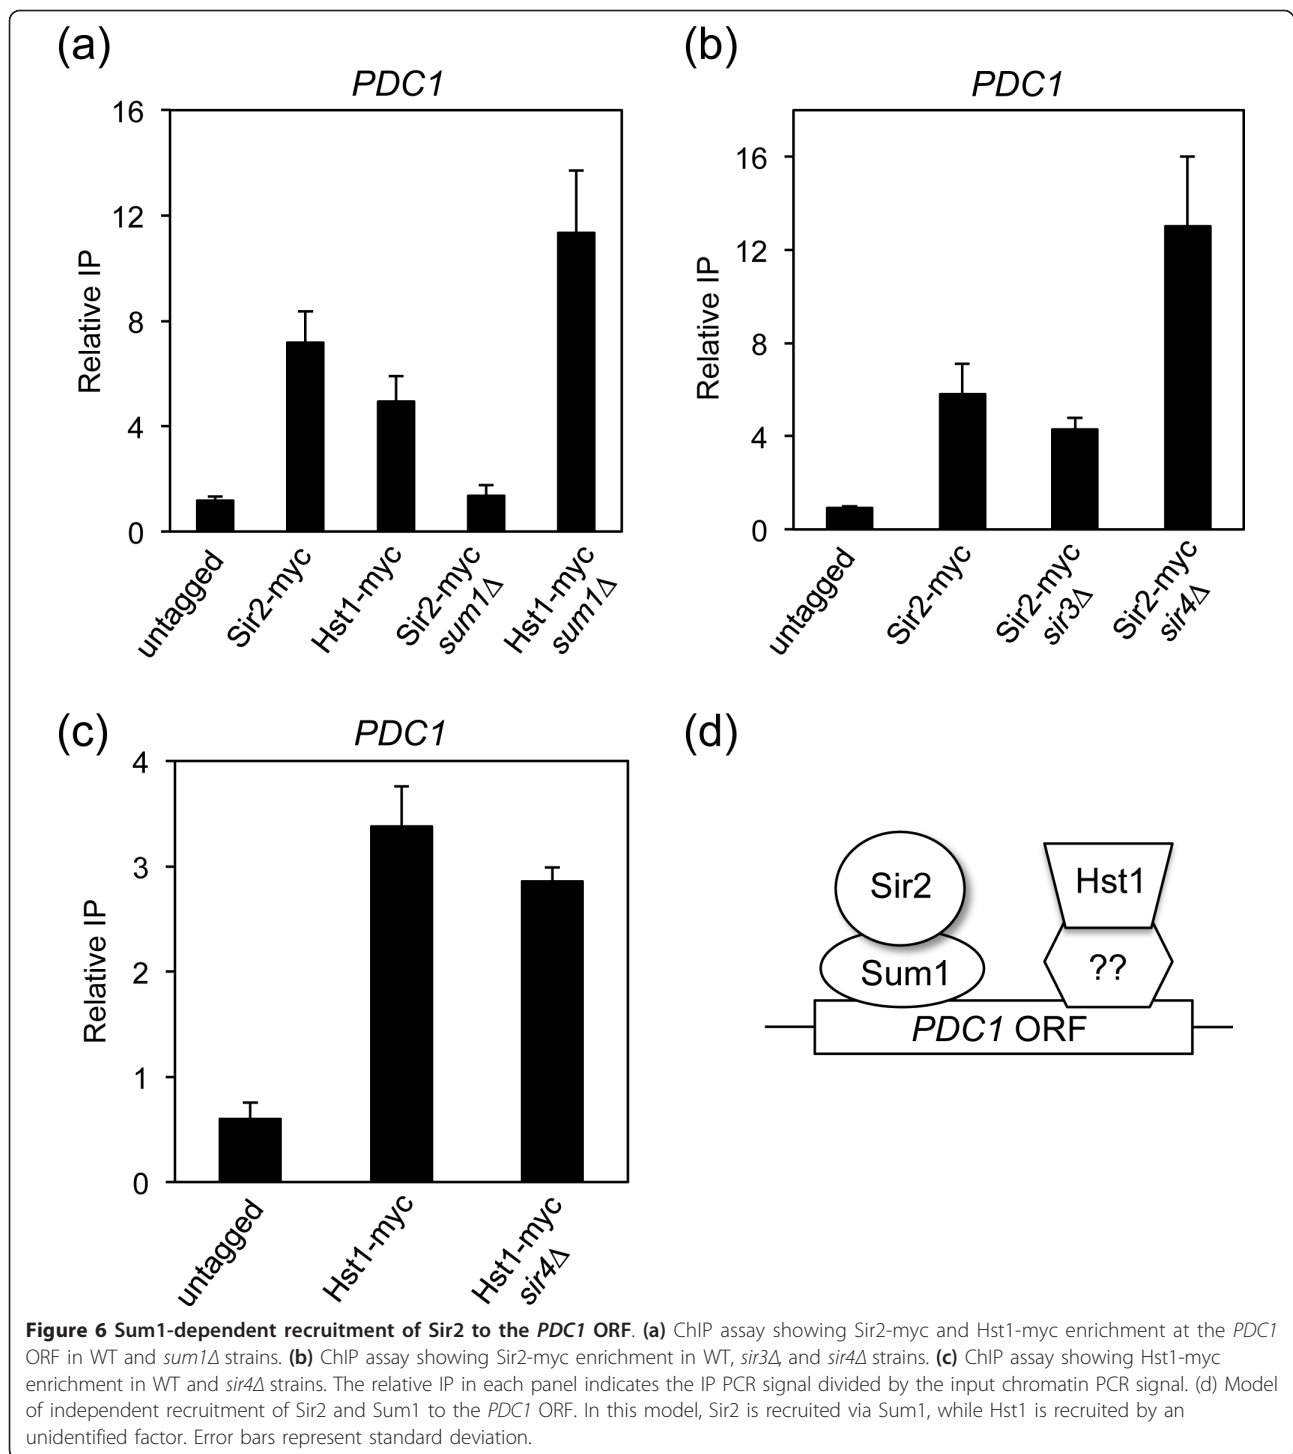 (a)
PDC1
Relative IP
16
12
8
4
0
untagged
Sir2-myc
Hst1-myc
Sir2-myc
sum1Δ
Hst1-myc
sum1Δ
(b)
PDC1
Relative IP
16
12
8
4
0
untagged
Sir2-myc
Sir2-myc
sir3Δ
Sir2-myc
sir4Δ
(c)
PDC1
Relative IP
4
3
2
1
0
untagged
Hst1-myc
Hst1-myc
sir4Δ
(d)
Sir2
Sum1
Hst1
??
PDC1 ORF
Figure 6 Sum1-dependent recruitment of Sir2 to the PDC1 ORF. (a) ChIP assay showing Sir2-myc and Hst1-myc enrichment at the PDC1
ORF in WT and sum1Δ strains. (b) ChIP assay showing Sir2-myc enrichment in WT, sir3Δ, and sir4Δ strains. (c) ChIP assay showing Hst1-myc
enrichment in WT and sir4Δ strains. The relative IP in each panel indicates the IP PCR signal divided by the input chromatin PCR signal. (d) Model
of independent recruitment of Sir2 and Sum1 to the PDC1 ORF. In this model, Sir2 is recruited via Sum1, while Hst1 is recruited by an
unidentified factor. Error bars represent standard deviation.